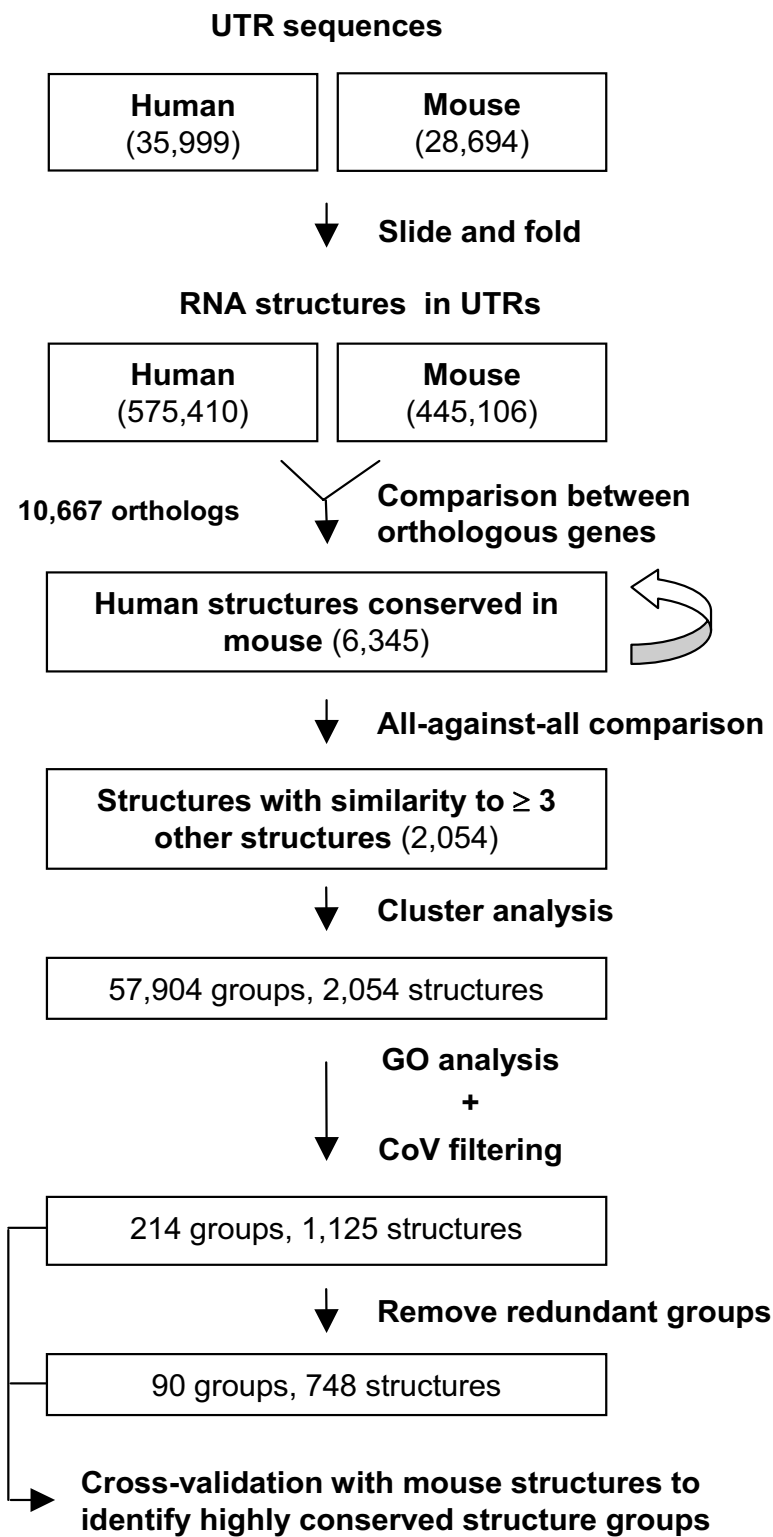 UTR sequences
Human
(35,999)
Mouse
(28,694)
Slide and fold
RNA structures in UTRs
Human
(575,410)
Mouse
(445,106)
10,667 orthologs
Comparison between
orthologous genes
Human structures conserved in
mouse (6,345)
All-against-all comparison
Structures with similarity to ≥ 3
other structures (2,054)
Cluster analysis
57,904 groups, 2,054 structures
GO analysis
+
CoV filtering
214 groups, 1,125 structures
Remove redundant groups
90 groups, 748 structures
Cross-validation with mouse structures to
identify highly conserved structure groups